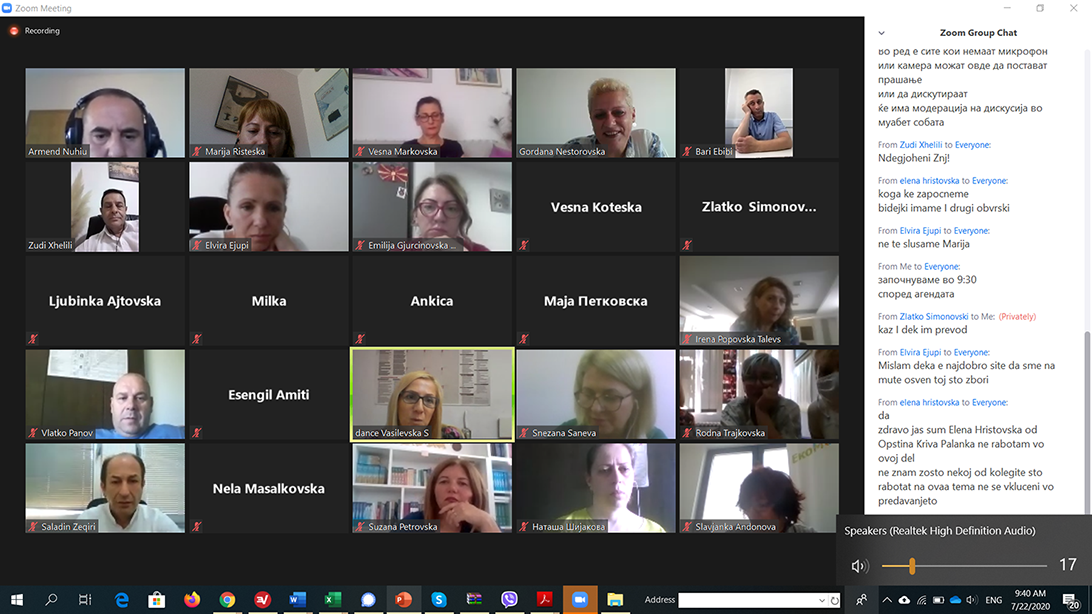 Zoom Meeting
Recording
Armend Nuhiu
Marija Risteska
Vesna Markovska
Gordana Nestorovska
Bari Ebibi
Zudi Xhelili
Elvira Ejupi
Emilija Gjurcinovska ...
Vesna Koteska
Zlatko Simonov...
Ljubinka Ajtovska
Milka
Ankica
Маја Петковска
Irena Popovska Talevs
Vlatko Panov
Esengil Amiti
dance Vasilevska S
Snezana Saneva
Rodna Trajkovska
Saladin Zeqiri
Nela Masalkovska
Suzana Petrovska
Наташа Шијакова
Slavjanka Andonova
Zoom Group Chat
во ред е сите кои немаат микрофон
или камера можат овде да постават
прашање
или да дискутираат
ќе има модерација на дискусија во
муабет собата
From Zudi Xhelili to Everyone:
Ndegjoheni Znj!
From elena hristovska to Everyone:
koga ke zapocneme
bidejki imame I drugi obvrski
From Elvira Ejupi to Everyone:
ne te slusame Marija
From Me to Everyone:
започнуваме во 9:30
според агендата
From Zlatko Simonovski to Me: (Privately)
kaz I dek im prevod
From Elvira Ejupi to Everyone:
Mislam deka e najdobro site da sme na
mute osven toj sto zbori
From elena hristovska to Everyone:
da
zdravo jas sum Elena Hristovska od
Opstina Kriva Palanka ne rabotam vo
ovoj del
ne znam zosto nekoj od kolegite sto
rabotat na ovaa tema ne se vkluceni vo
predavanjeto
Speakers (Realtek High Definition Audio)
17
Address
ENG
9:40 AM
7/22/2020
20